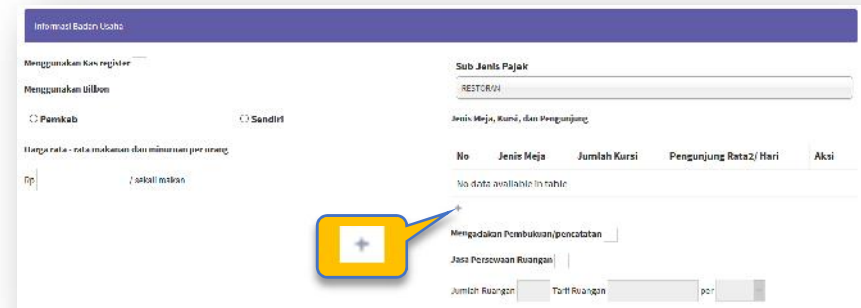 Informasi Badan Usaha
Menggunakan Kas register
Menggunakan Bilbon
Pemkab
Sendiri
Harga rata - rata makanan dan minuman per orang
Rp
/ sekali makan
Sub Jenis Pajak
RESTORAN
Jenis Meja, Kursi, dan Pengunjung
No Jenis Meja Jumlah Kursi Pengunjung Rata2/ Hari Aksi
No data available in table
+
+
Mengadakan Pembukuan/pencatatan
Jasa Persewaan Ruangan
Jumlah Ruangan Tarif Ruangan per